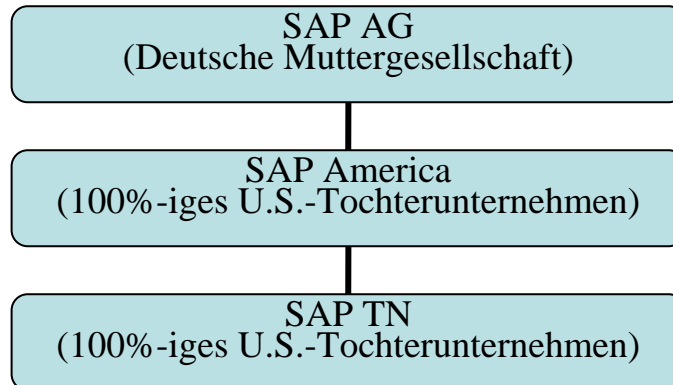 SAP AG
(Deutsche Muttergesellschaft)
SAP America
(100%-iges U.S.-Tochterunternehmen)
SAP TN
(100%-iges U.S.-Tochterunternehmen)